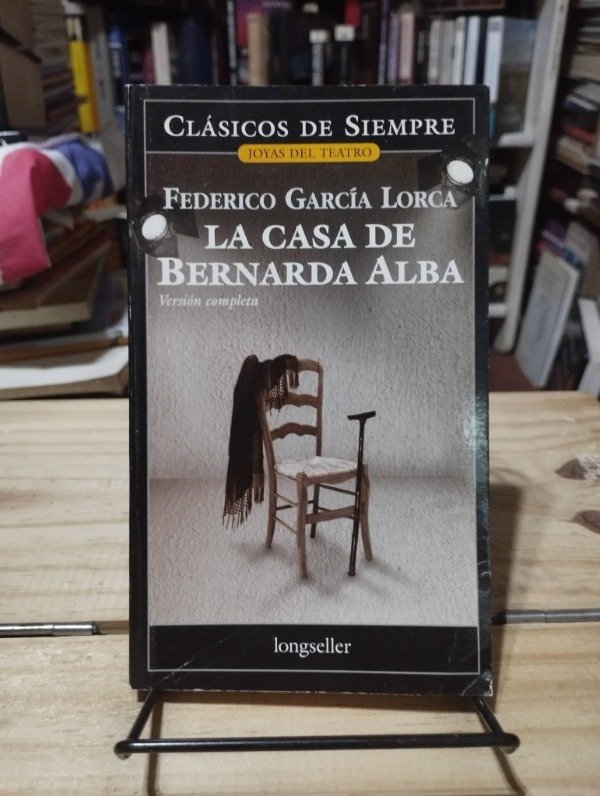 CLÁSICOS DE SIEMPRE
JOYAS DEL TEATRO
FEDERICO GARCÍA LORCA
LA CASA DE
BERNARDA ALBA
Versión completa
longseller